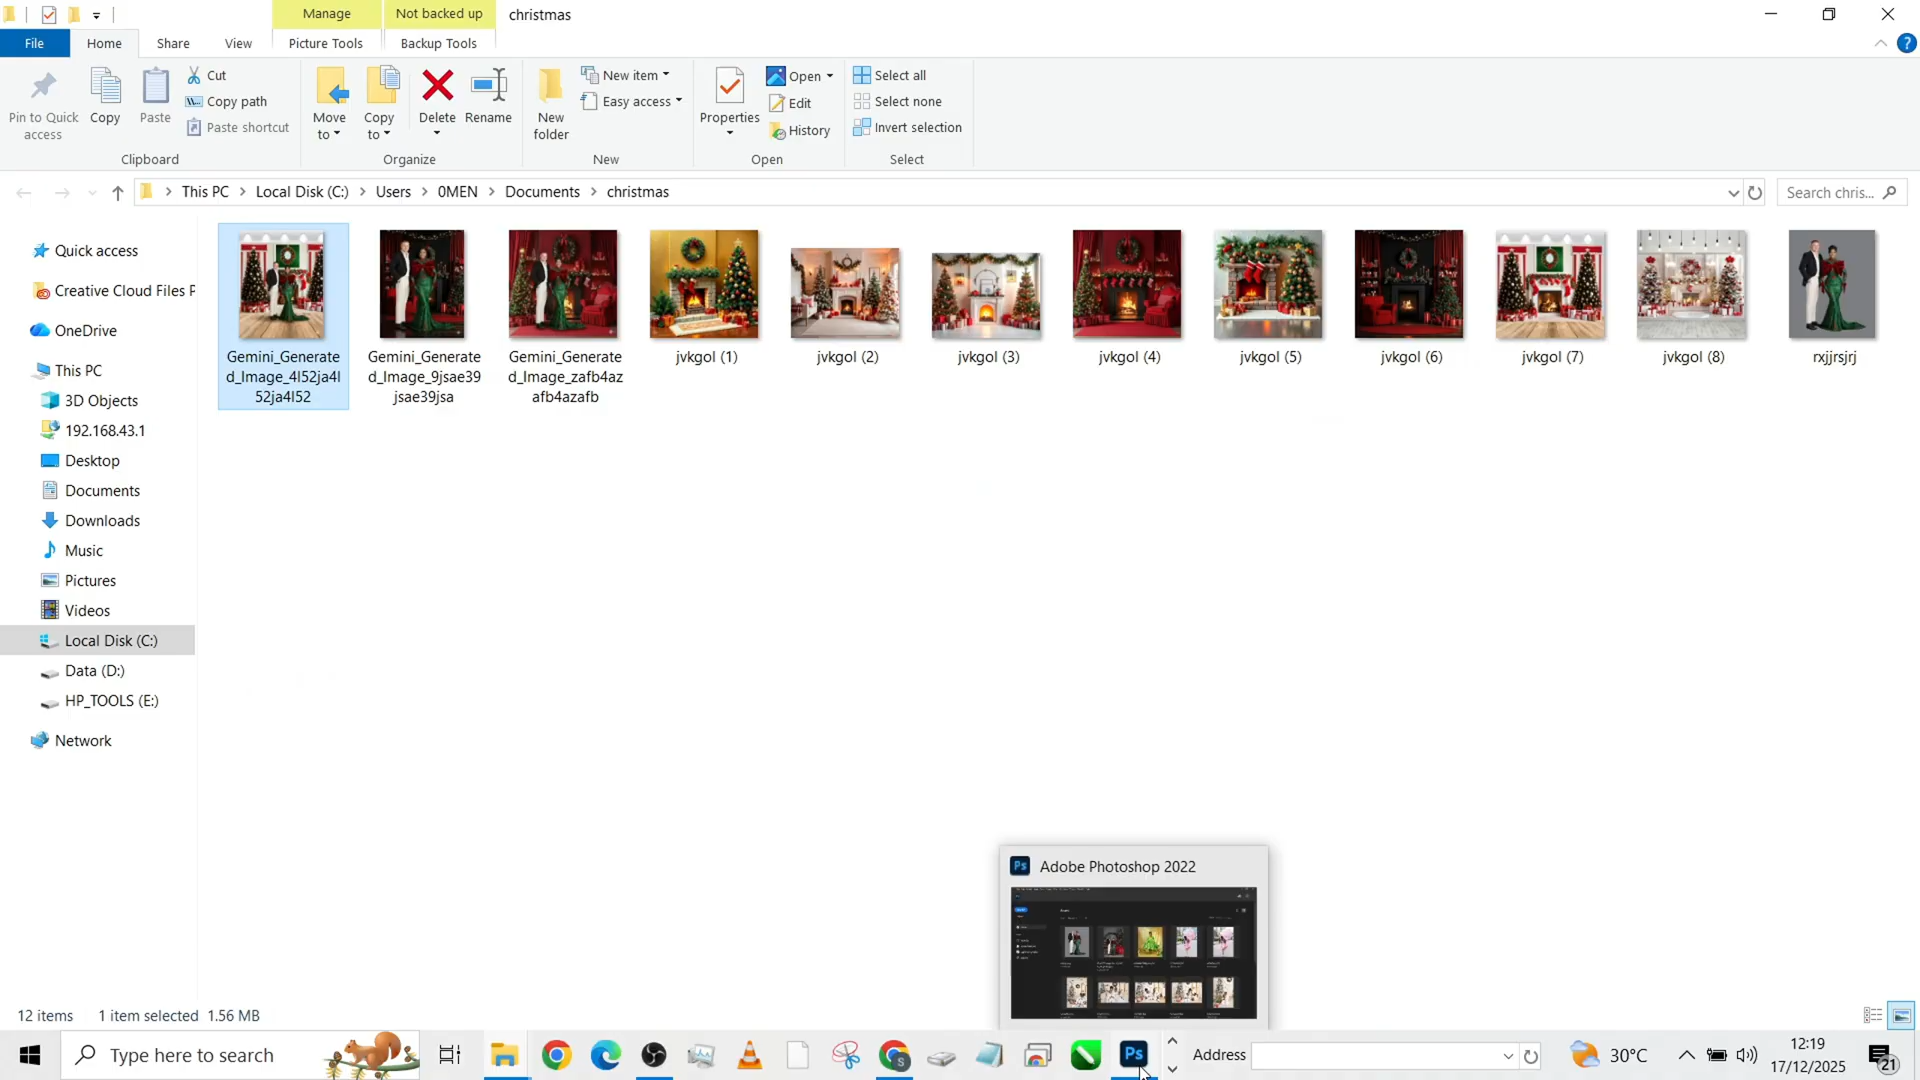 Manage
Not backed up
christmas
File
Home
Share
View
Picture Tools
Backup Tools
Pin to Quick
access
Copy
Paste
Cut
Copy path
Paste shortcut
Move
to
Copy
to
Delete
Rename
New
folder
New item
Easy access
Properties
Open
Edit
History
Select all
Select none
Invert selection
Clipboard
Organize
New
Open
Select
This PC
Local Disk (C:)
Users
0MEN
Documents
christmas
Search chris...
Quick access
Creative Cloud Files P
OneDrive
This PC
3D Objects
192.168.43.1
Desktop
Documents
Downloads
Music
Pictures
Videos
Local Disk (C:)
Data (D:)
HP_TOOLS (E:)
Network
Gemini_Generate
d_Image_4l52ja4l
52ja4l52
Gemini_Generate
d_Image_9jsae39
jsae39jsa
Gemini_Generate
d_Image_zafb4az
afb4azafb
jvkgol (1)
jvkgol (2)
jvkgol (3)
jvkgol (4)
jvkgol (5)
jvkgol (6)
jvkgol (7)
jvkgol (8)
rxjjrsjrj
Ps
Adobe Photoshop 2022
12 items
1 item selected 1.56 MB
Type here to search
S
Ps
Address
30°C
12:19
17/12/2025
21